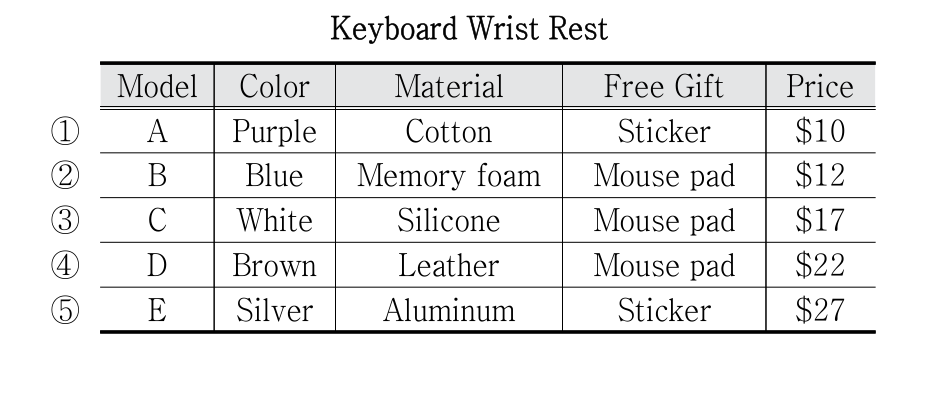 Keyboard Wrist Rest
Model Color Material Free Gift Price
① A Purple Cotton Sticker $10
② B Blue Memory foam Mouse pad $12
③ C White Silicone Mouse pad $17
④ D Brown Leather Mouse pad $22
⑤ E Silver Aluminum Sticker $27